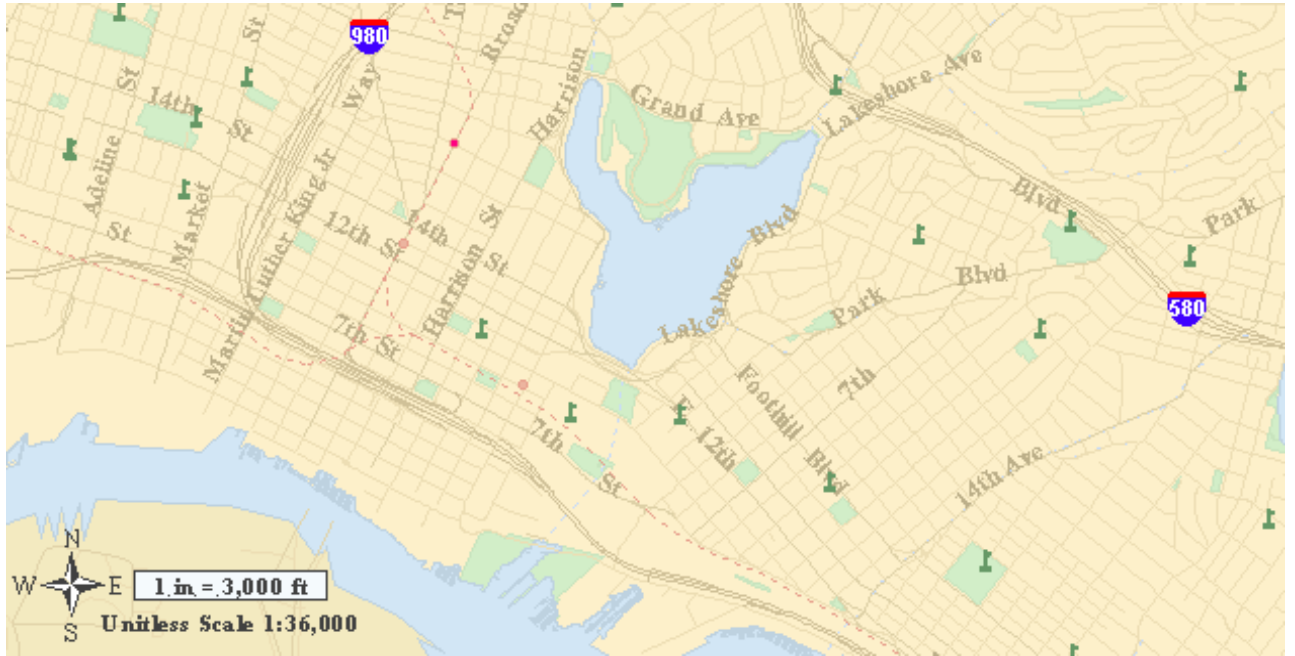 980
Harrison
Way
St
Broad
14th St
St
Adeline
Market
St
Martin Luther King Jr
12th St
14th St
Harrison St
7th St
Grand Ave
Lakeshore Ave
Lakeshore Blvd
Blvd
Park
Park Blvd
580
7th
Foothill Blvd
E. 12th
7th St
14th Ave
N
W
E
S
1 in = 3,000 ft
Unitless Scale 1:36,000